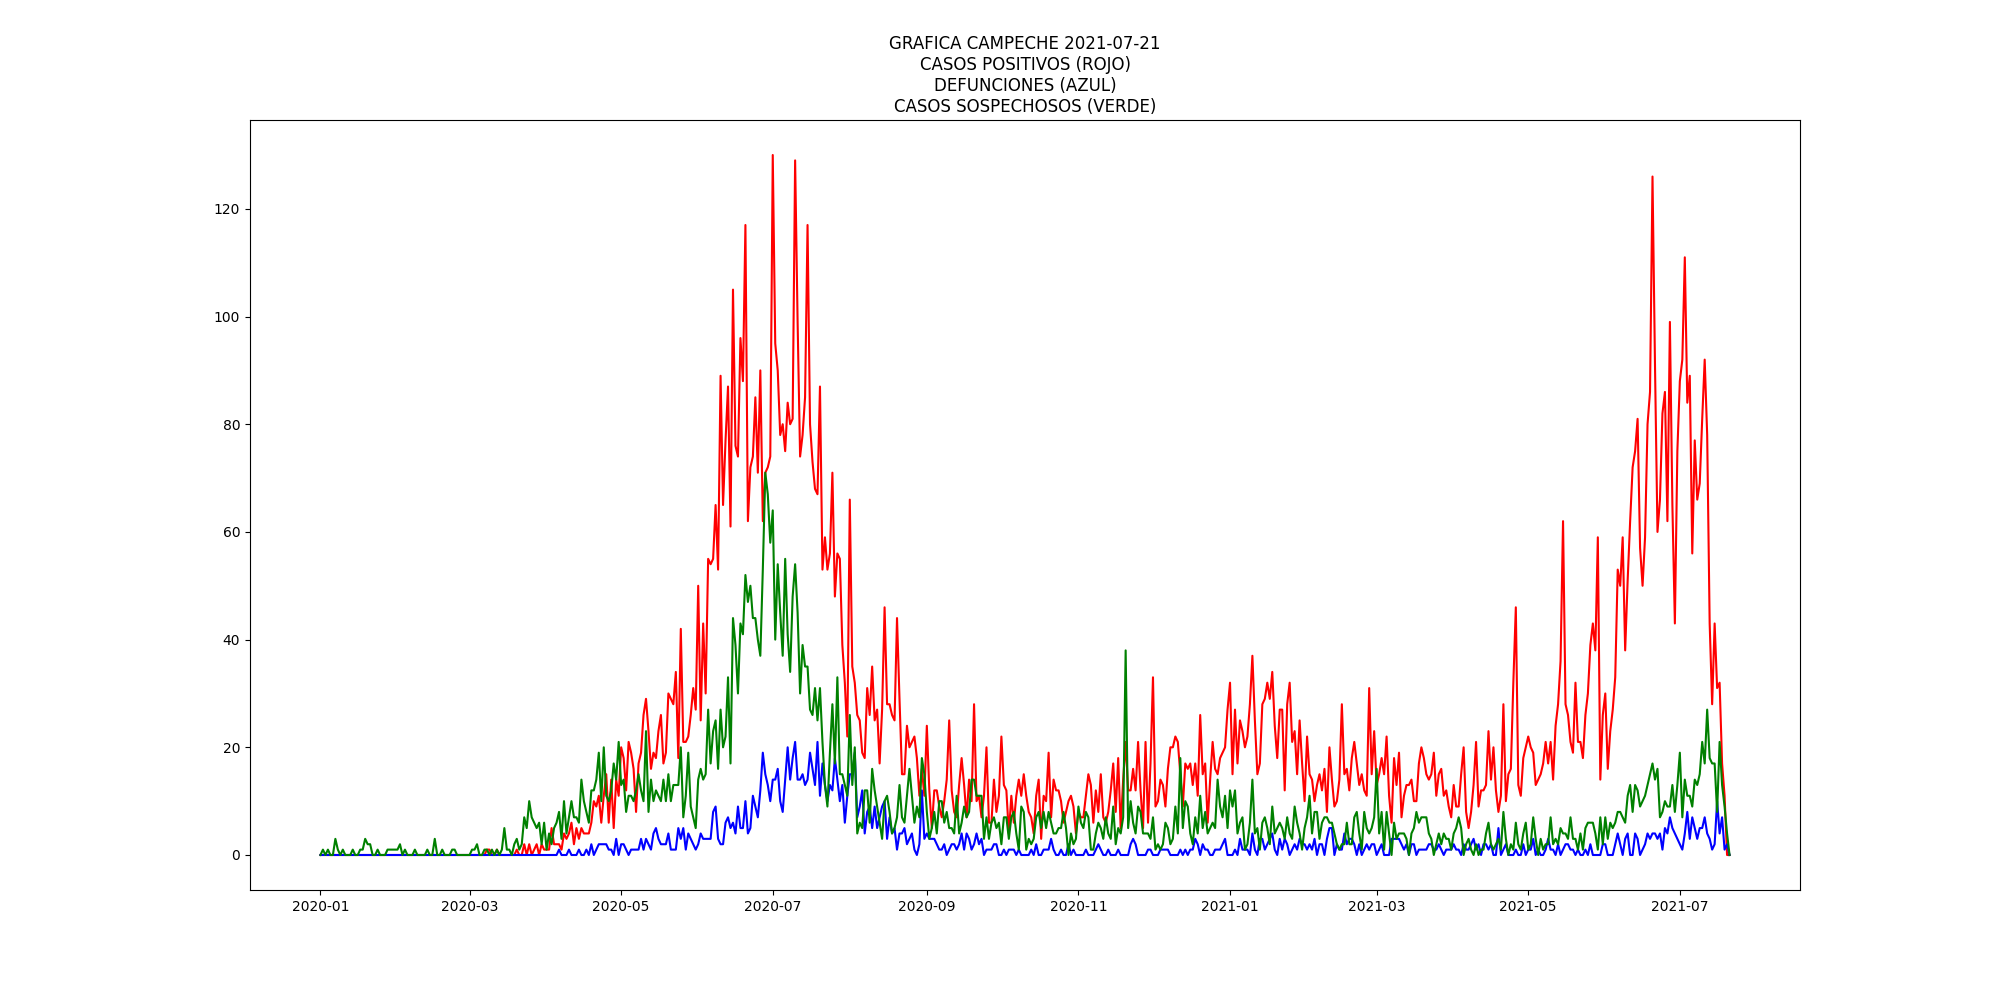 GRAFICA CAMPECHE 2021-07-21
CASOS POSITIVOS (ROJO)
DEFUNCIONES (AZUL)
CASOS SOSPECHOSOS (VERDE)
120
100
80
60
40
20
0
2020-01 2020-03 2020-05 2020-07 2020-09 2020-11 2021-01 2021-03 2021-05 2021-07